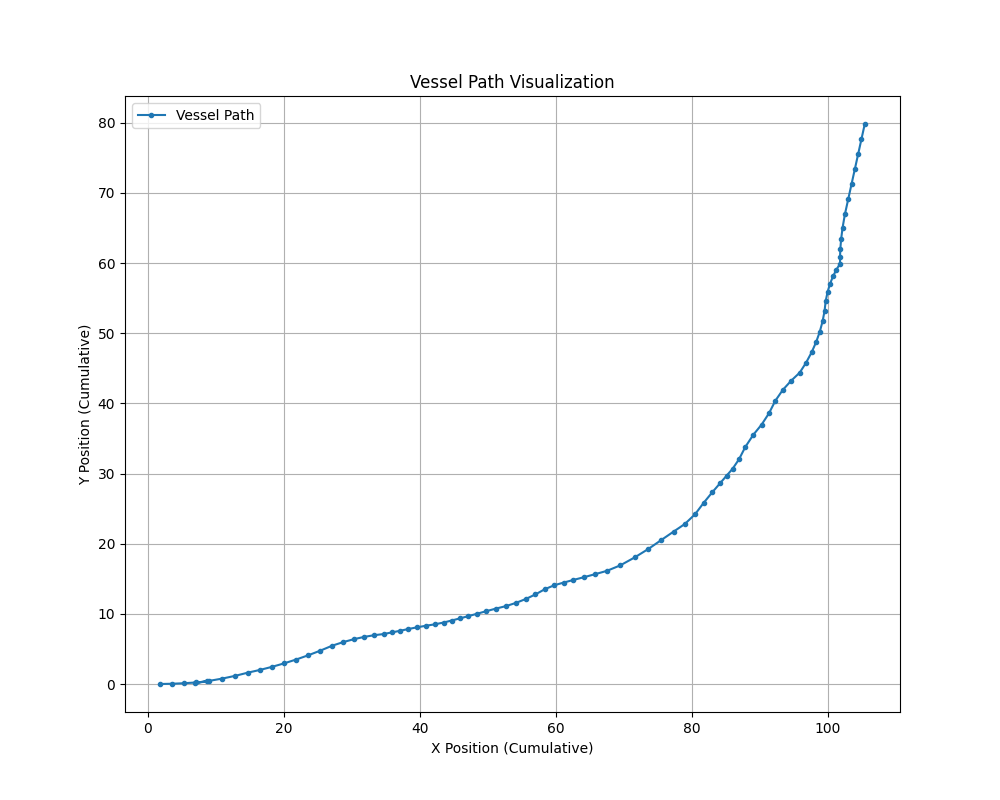 Vessel Path Visualization
Vessel Path
80
70
60
50
40
30
20
10
0
Y Position (Cumulative)
0 20 40 60 80 100
X Position (Cumulative)